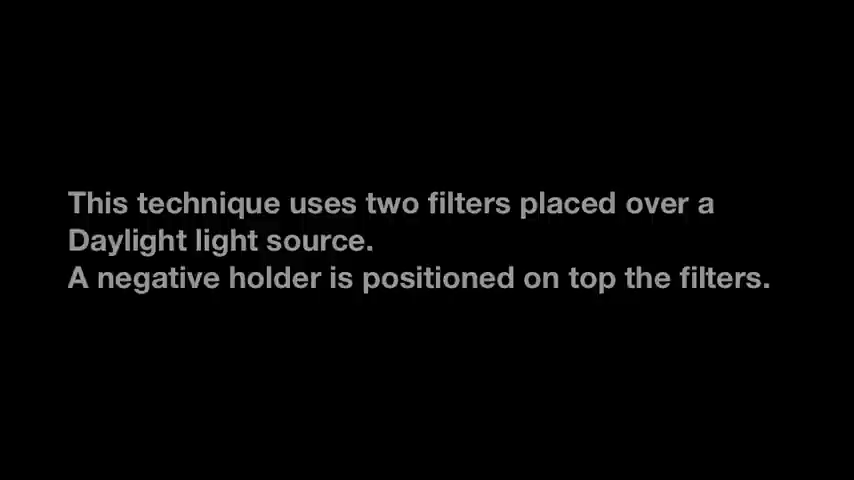 This technique uses two filters placed over a
Daylight light source.
A negative holder is positioned on top the filters.